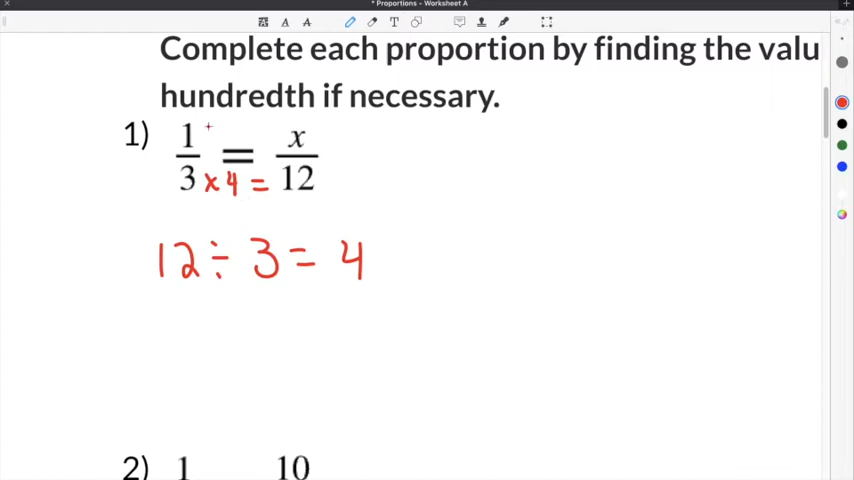 * Proportions - Worksheet A
Complete each proportion by finding the valu
hundredth if necessary.
1) 1/3 × 4 = x/12
12 ÷ 3 = 4
2) 1 10